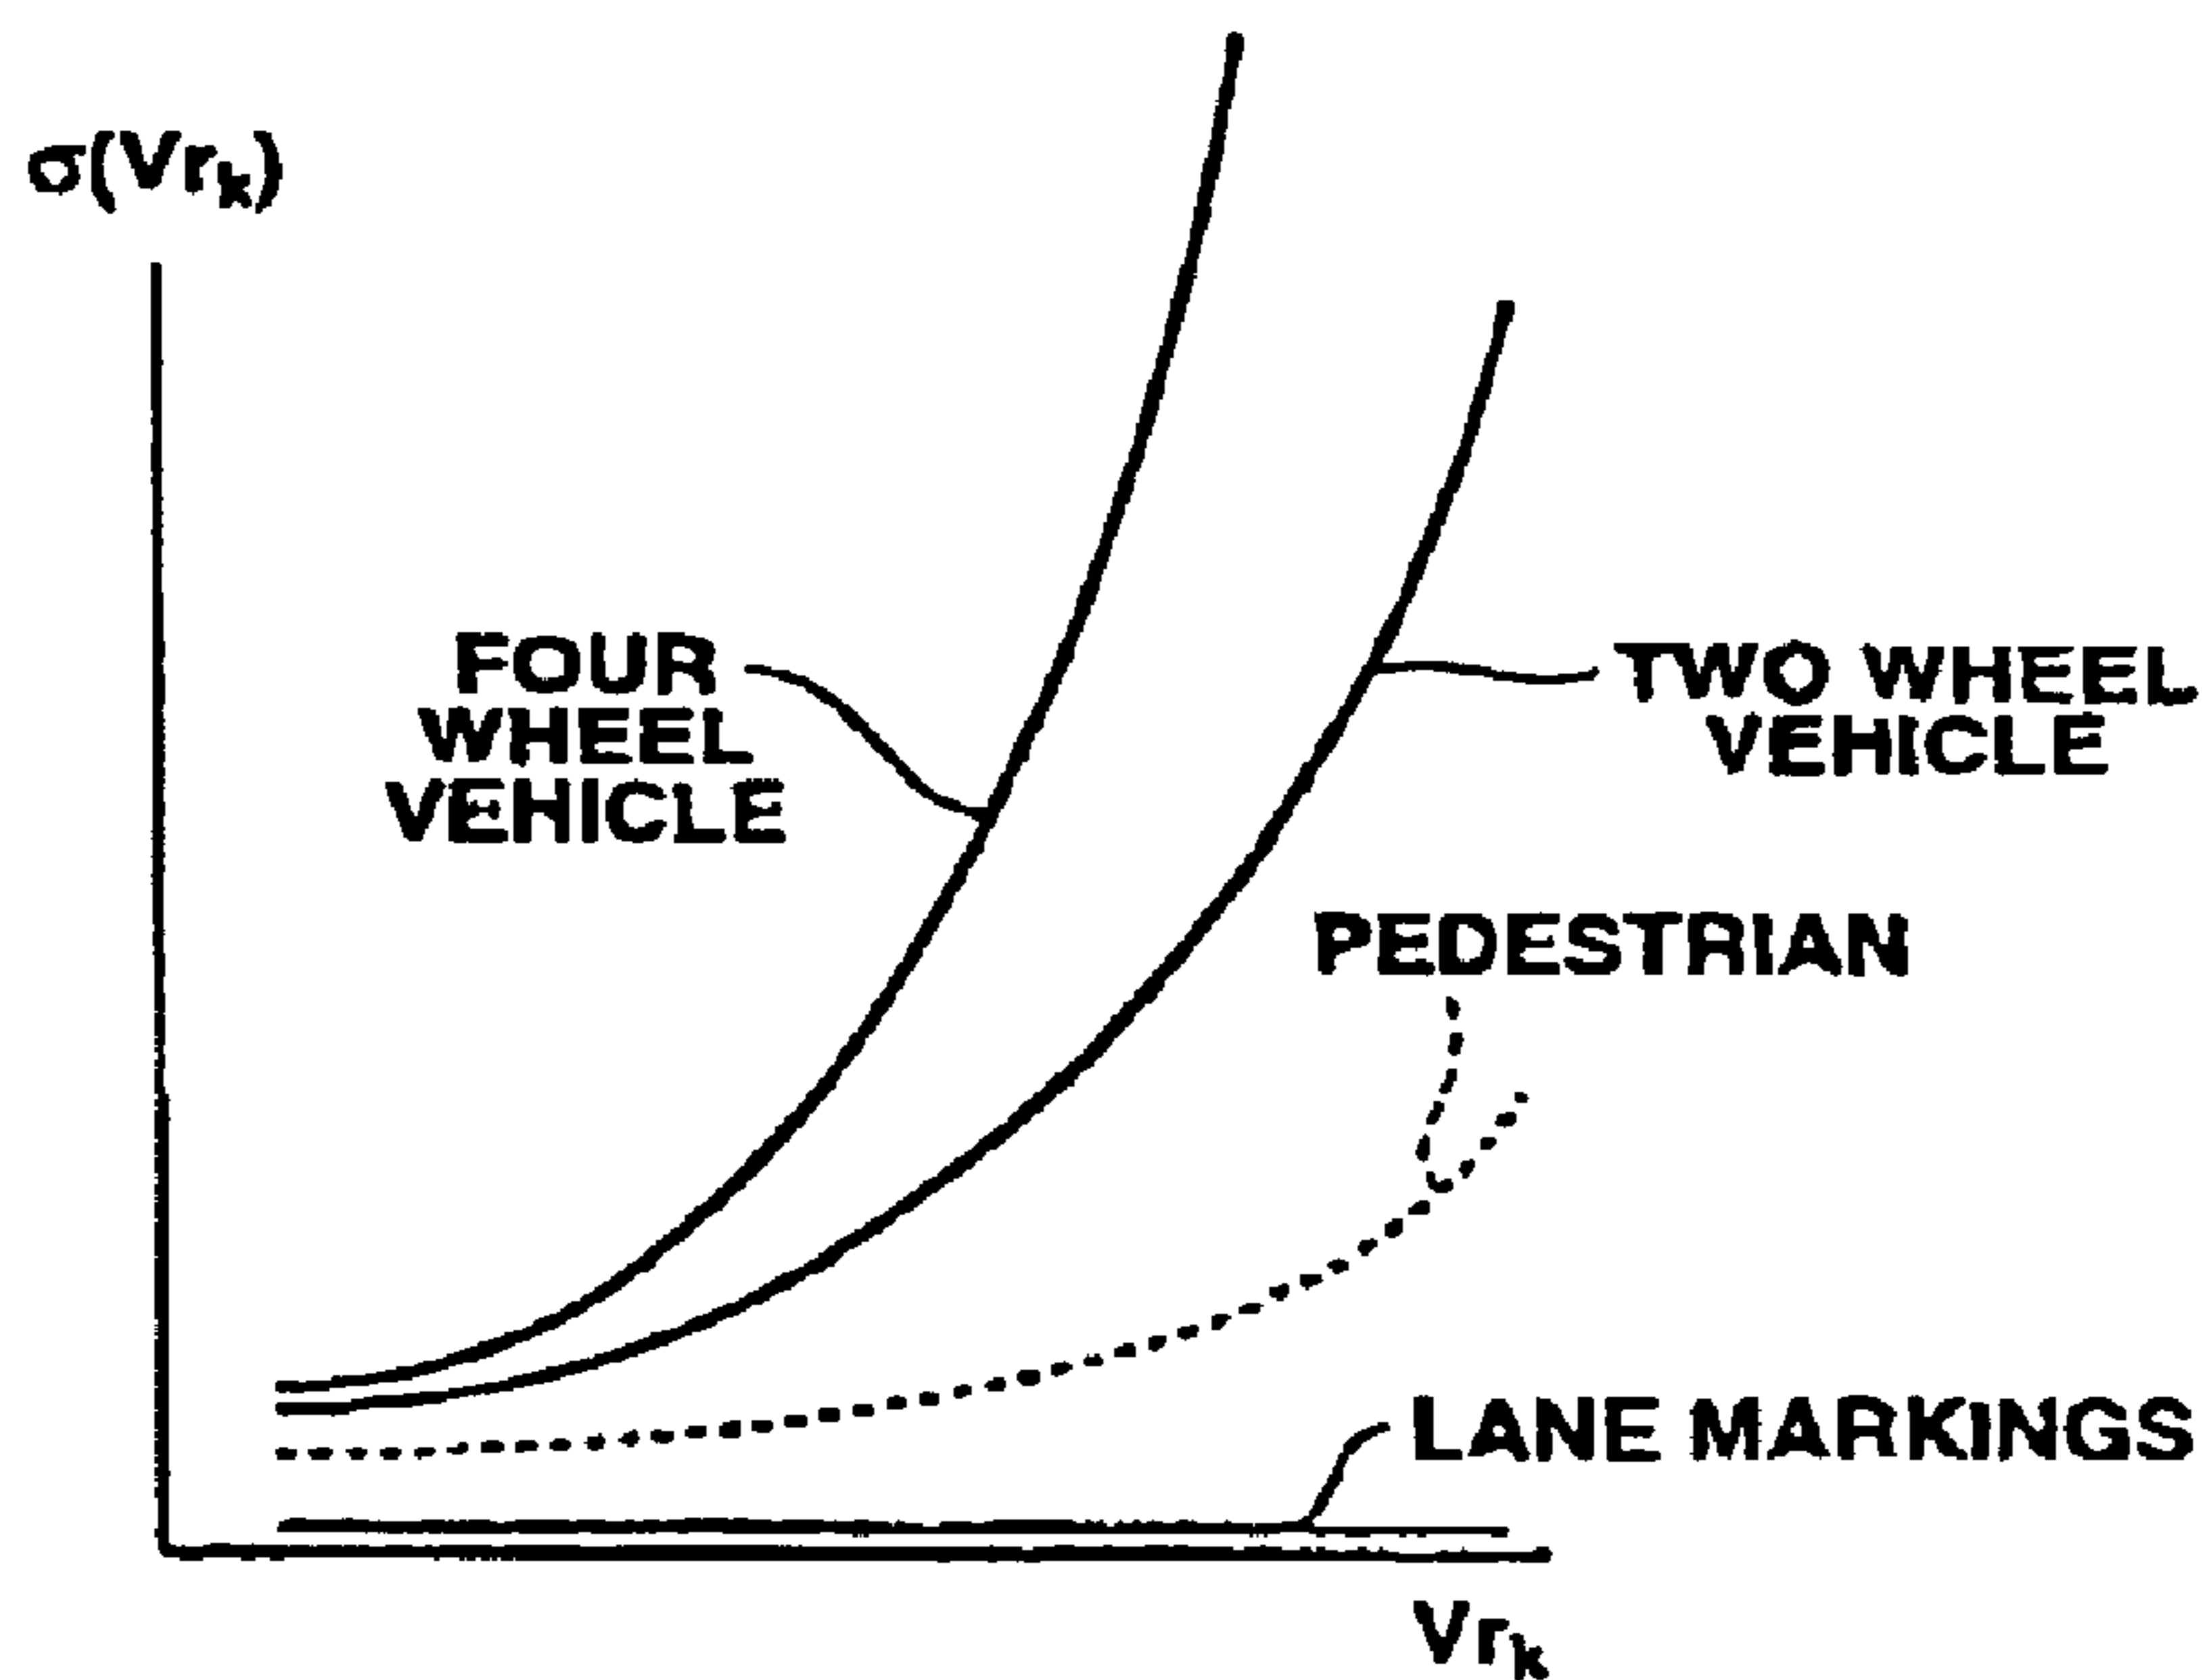 σ(Vrk)
FOUR
WHEEL
VEHICLE
TWO WHEEL
VEHICLE
PEDESTRIAN
LANE MARKINGS
Vrk